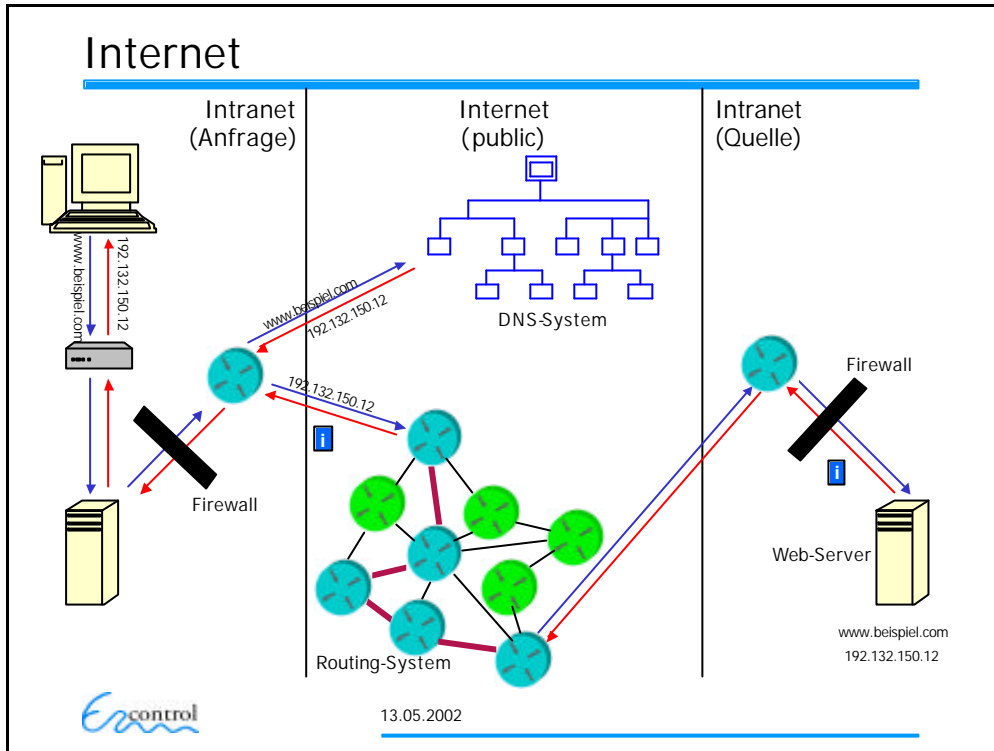 Internet
Intranet
(Anfrage)
Internet
(public)
Intranet
(Quelle)
www.beispiel.com
192.132.150.12
www.beispiel.com
192.132.150.12
DNS-System
192.132.150.12
i
Firewall
Firewall
i
Web-Server
www.beispiel.com
192.132.150.12
Routing-System
control
13.05.2002